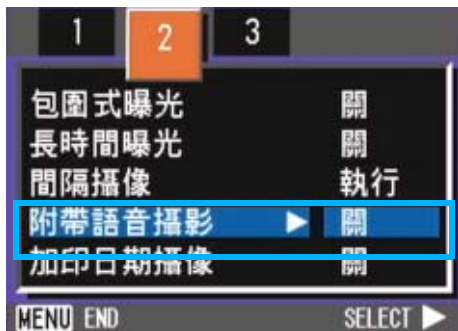 1 2 3
包圍式曝光 關
長時間曝光 關
間隔攝像 執行
附帶語音攝影 ▶ 關
加印日期攝像 關
MENU END SELECT ▶